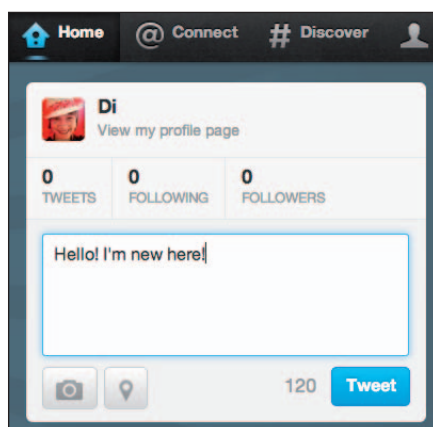 Home @ Connect # Discover
Di
View my profile page
0 0 0
TWEETS FOLLOWING FOLLOWERS
Hello! I'm new here!
120 Tweet